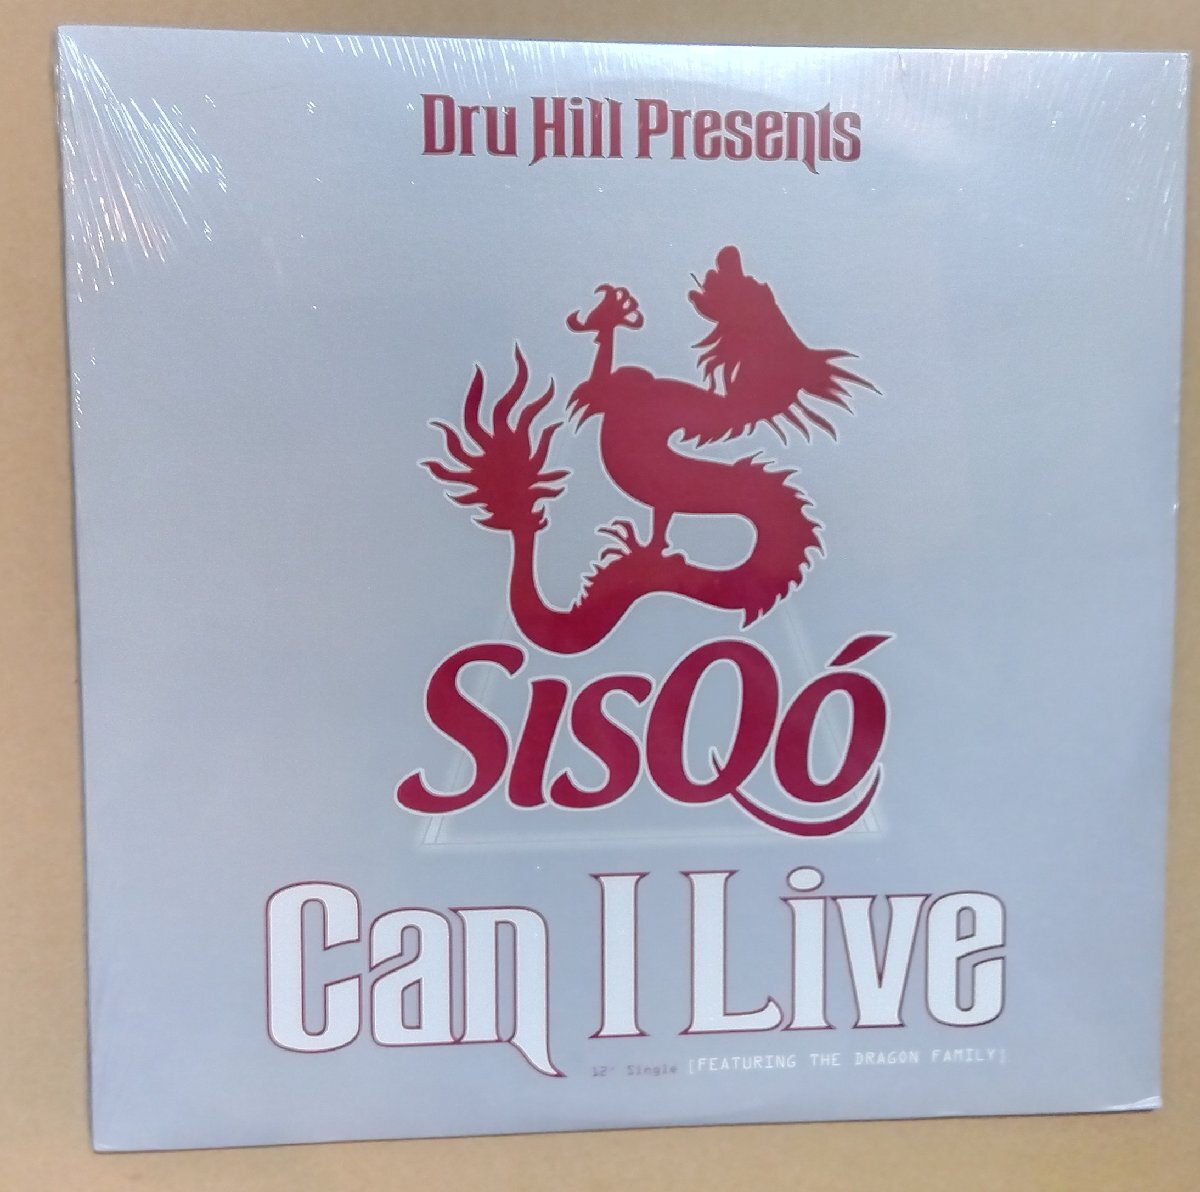 Dru Hill Presents
SisQó
Can I Live
12" Single [FEATURING THE DRAGON FAMILY]